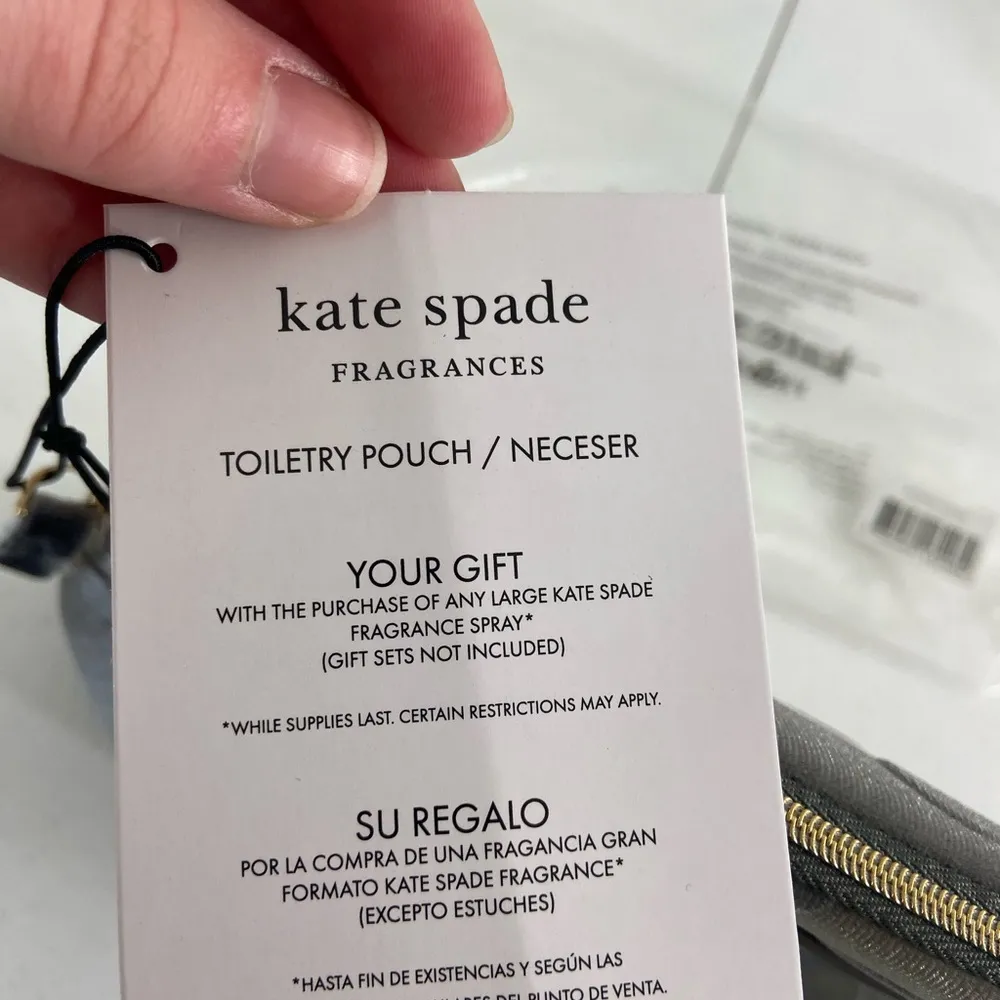 kate spade
FRAGRANCES
TOILETRY POUCH / NECESER
YOUR GIFT
WITH THE PURCHASE OF ANY LARGE KATE SPADE
FRAGRANCE SPRAY*
(GIFT SETS NOT INCLUDED)
*WHILE SUPPLIES LAST. CERTAIN RESTRICTIONS MAY APPLY.
SU REGALO
POR LA COMPRA DE UNA FRAGANCIA GRAN
FORMATO KATE SPADE FRAGRANCE*
(EXCEPTO ESTUCHES)
*HASTA FIN DE EXISTENCIAS Y SEGÚN LAS
DEL PUNTO DE VENTA.